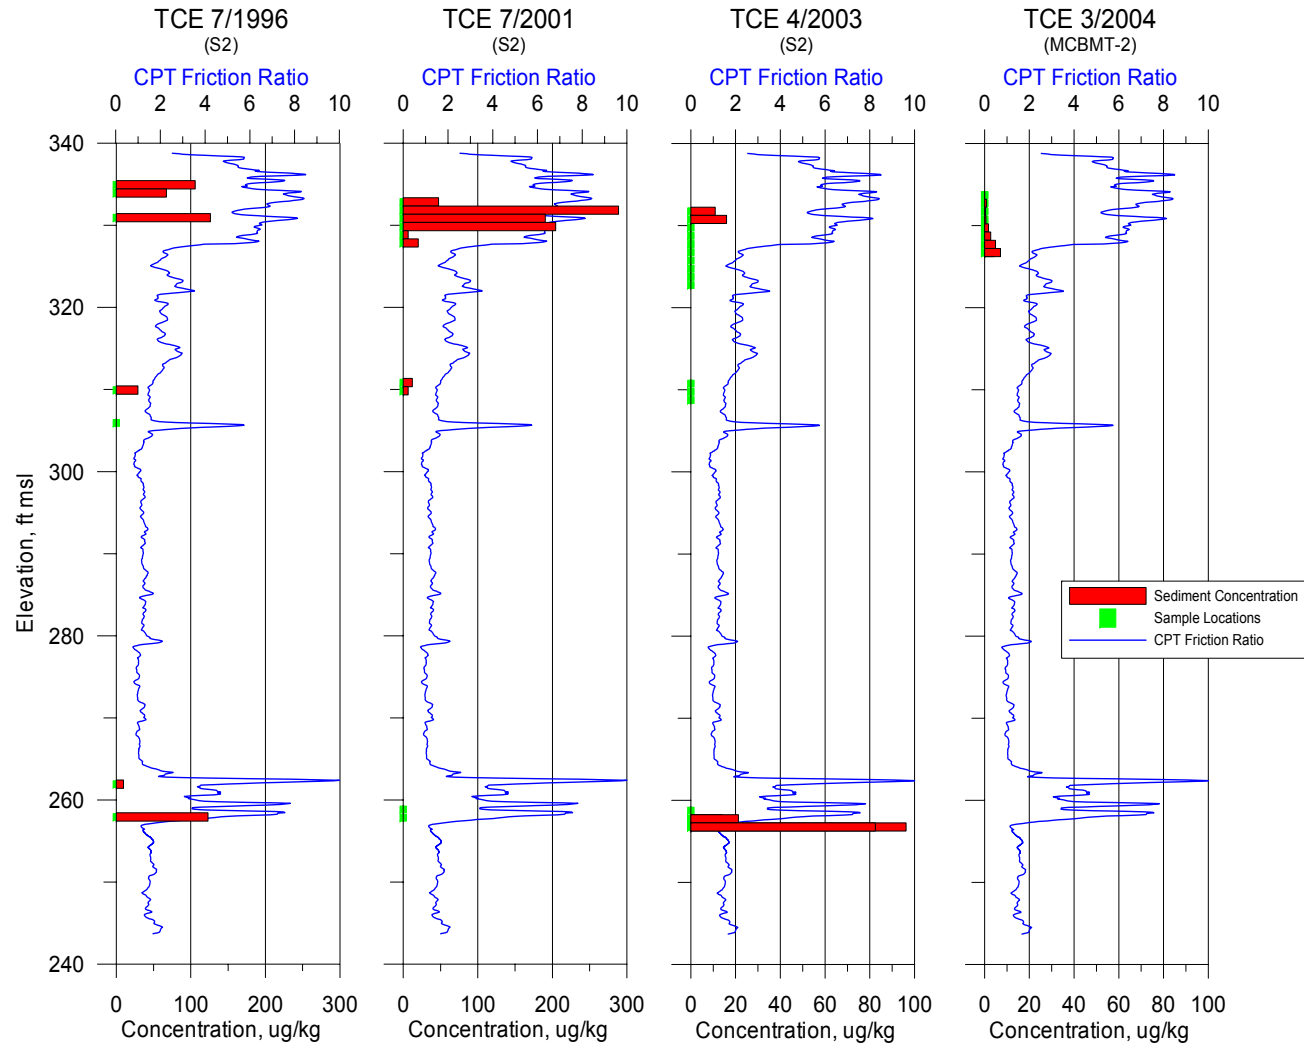 TCE 7/1996 TCE 7/2001 TCE 4/2003 TCE 3/2004
(S2) (S2) (S2) (MCBMT-2)
CPT Friction Ratio CPT Friction Ratio CPT Friction Ratio CPT Friction Ratio
0 2 4 6 8 10 0 2 4 6 8 10 0 2 4 6 8 10 0 2 4 6 8 10
340
320
300
Elevation, ft msl
280
Sediment Concentration
Sample Locations
CPT Friction Ratio
260
240
0 100 200 300 0 100 200 300 0 20 40 60 80 100 0 20 40 60 80 100
Concentration, ug/kg Concentration, ug/kg Concentration, ug/kg Concentration, ug/kg